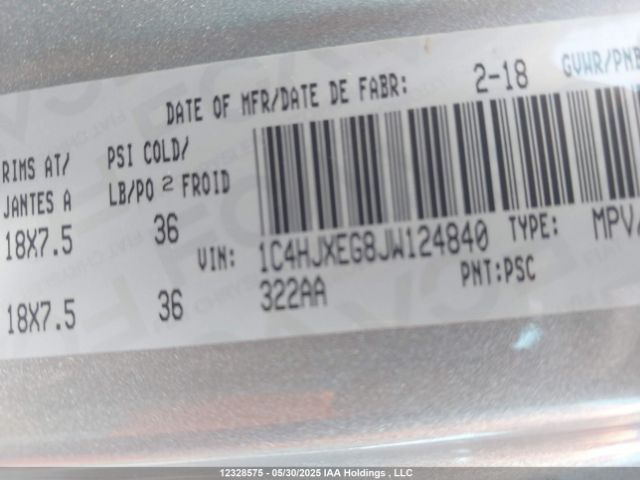 DATE OF MFR/DATE DE FABR: 2-18 GVWR/PNB
RIMS AT/ PSI COLD/
JANTES A LB/PO 2 FROID
18X7.5 36
VIN: 1C4HJXEG8JW124840 TYPE: MPV/
322AA PNT:PSC
18X7.5 36
12328575 - 05/30/2025 IAA Holdings , LLC